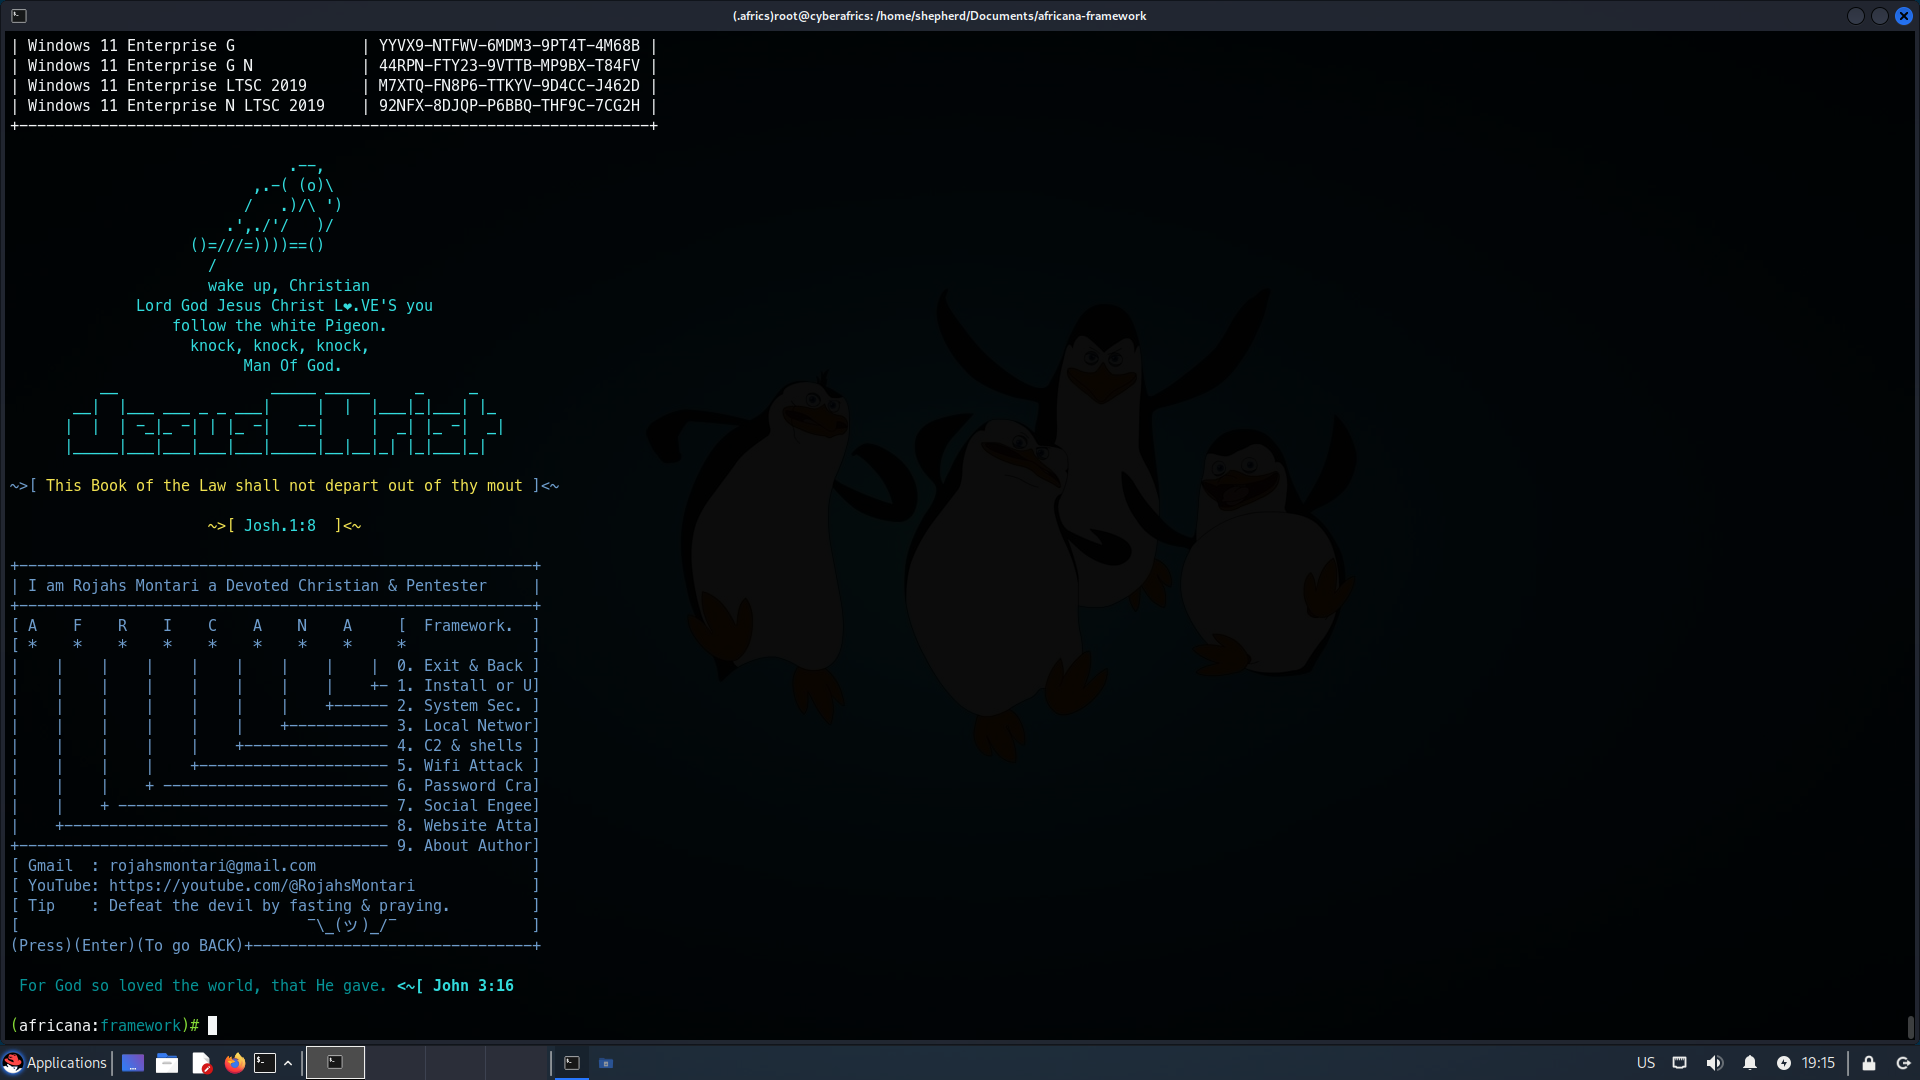 (.africs)root@cyberafrics: /home/shepherd/Documents/africana-framework
| Windows 11 Enterprise G              | YYVX9-NTFWV-6MDM3-9PT4T-4M68B |
| Windows 11 Enterprise G N            | 44RPN-FTY23-9VTTB-MP9BX-T84FV |
| Windows 11 Enterprise LTSC 2019      | M7XTQ-FN8P6-TTKYV-9D4CC-J462D |
| Windows 11 Enterprise N LTSC 2019    | 92NFX-8DJQP-P6BBQ-THF9C-7CG2H |
wake up, Christian
Lord God Jesus Christ L❤.VE'S you
follow the white Pigeon.
knock, knock, knock,
Man Of God.
JesusChrist
~>[ This Book of the Law shall not depart out of thy mout ]<~
~>[ Josh.1:8  ]<~
| I am Rojahs Montari a Devoted Christian & Pentester     |
[ A    F    R    I    C    A    N    A     [  Framework.  ]
[ *    *    *    *    *    *    *    *     *              ]
0. Exit & Back ]
1. Install or U]
2. System Sec. ]
3. Local Networ]
4. C2 & shells ]
5. Wifi Attack ]
6. Password Cra]
7. Social Engee]
8. Website Atta]
9. About Author]
[ Gmail  : rojahsmontari@gmail.com ]
[ YouTube: https://youtube.com/@RojahsMontari ]
[ Tip    : Defeat the devil by fasting & praying. ]
[ ¯\_(ツ)_/¯ ]
(Press)(Enter)(To go BACK)+-------------------------------+
For God so loved the world, that He gave. <~[ John 3:16
(africana:framework)#
Applications
US
19:15